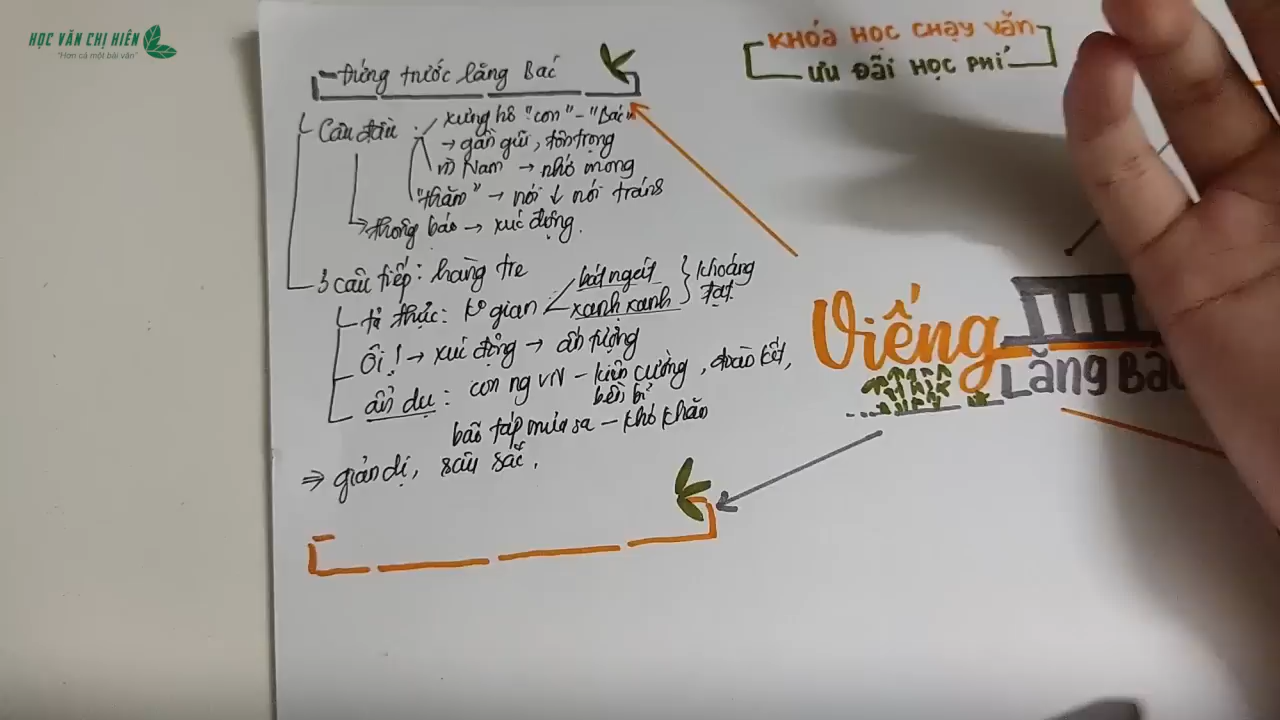 HỌC VĂN CHỊ HIÊN
"Hơn cả một bài văn"
KHÓA HỌC CHẠY VĂN
ƯU ĐÃI HỌC PHÍ
Đứng trước lăng Bác
Câu đầu : xưng hô "con" - "Bác"
→ gần gũi, tôn trọng
m Nam → nhớ mong
"thăm" → nói ↓ nói tránh
→ thông báo → xúc động.
3 câu tiếp : hàng tre
tả thực : ko gian bát ngát } khoáng
xanh xanh đạt
Ôi ! → xúc động → ấn tượng
ẩn dụ : con ng VN - kiên cường , đoàn kết,
bền bỉ
bão táp mưa sa - khó khăn
⇒ giản dị, sâu sắc .
Viếng
LĂNG BÁC